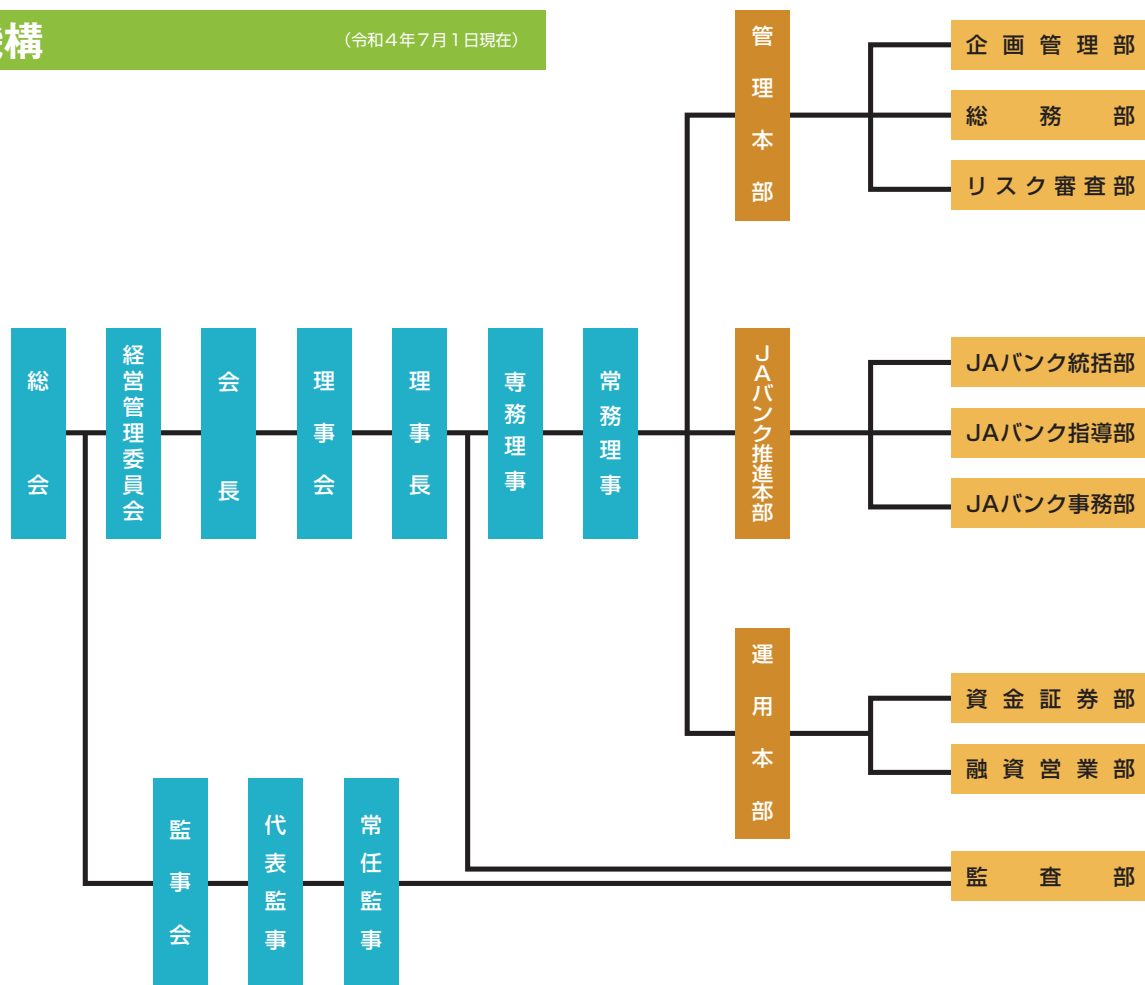 構
（令和４年７月１日現在）
管理本部
企画管理部
総務部
リスク審査部
総会
経営管理委員会
会長
理事会
理事長
専務理事
常務理事
JAバンク推進本部
JAバンク統括部
JAバンク指導部
JAバンク事務部
運用本部
資金証券部
融資営業部
監事会
代表監事
常任監事
監査部